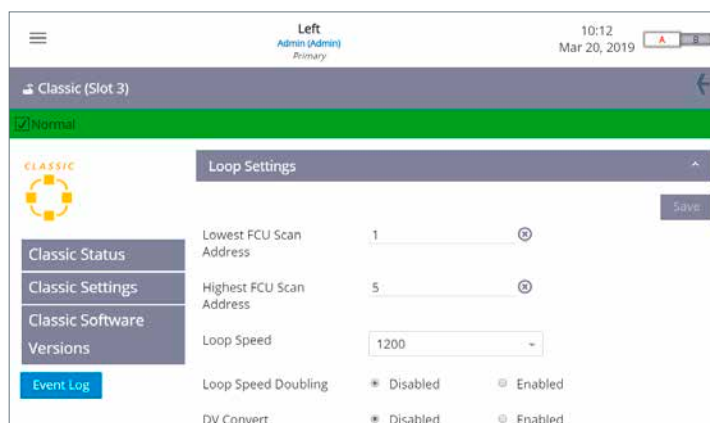 Left
Admin (Admin)
Primary
10:12
Mar 20, 2019
A B
Classic (Slot 3)
Normal
CLASSIC
Loop Settings
Save
Lowest FCU Scan
Address
1
Classic Status
Classic Settings
Highest FCU Scan
Address
5
Classic Software
Versions
Loop Speed
1200
Event Log
Loop Speed Doubling
Disabled
Enabled
DV Convert
Disabled
Enabled